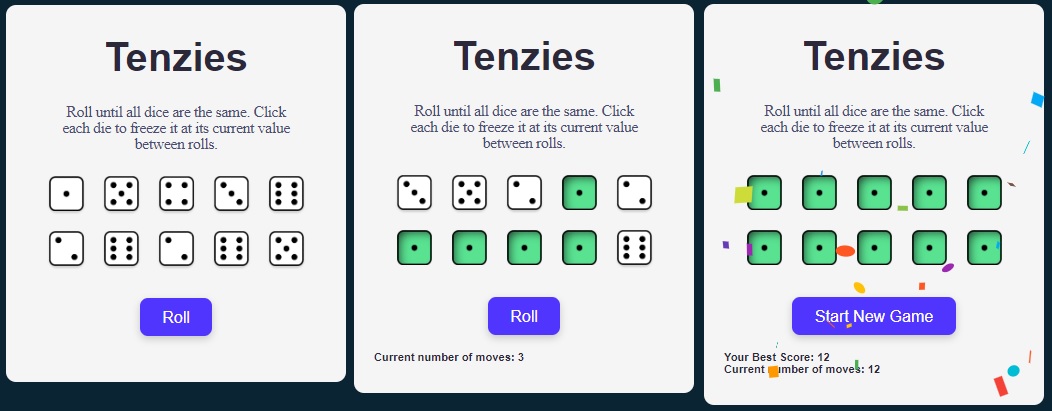 Tenzies
Roll until all dice are the same. Click
each die to freeze it at its current value
between rolls.
Roll
Tenzies
Roll until all dice are the same. Click
each die to freeze it at its current value
between rolls.
Roll
Current number of moves: 3
Tenzies
Roll until all dice are the same. Click
each die to freeze it at its current value
between rolls.
Start New Game
Your Best Score: 12
Current number of moves: 12